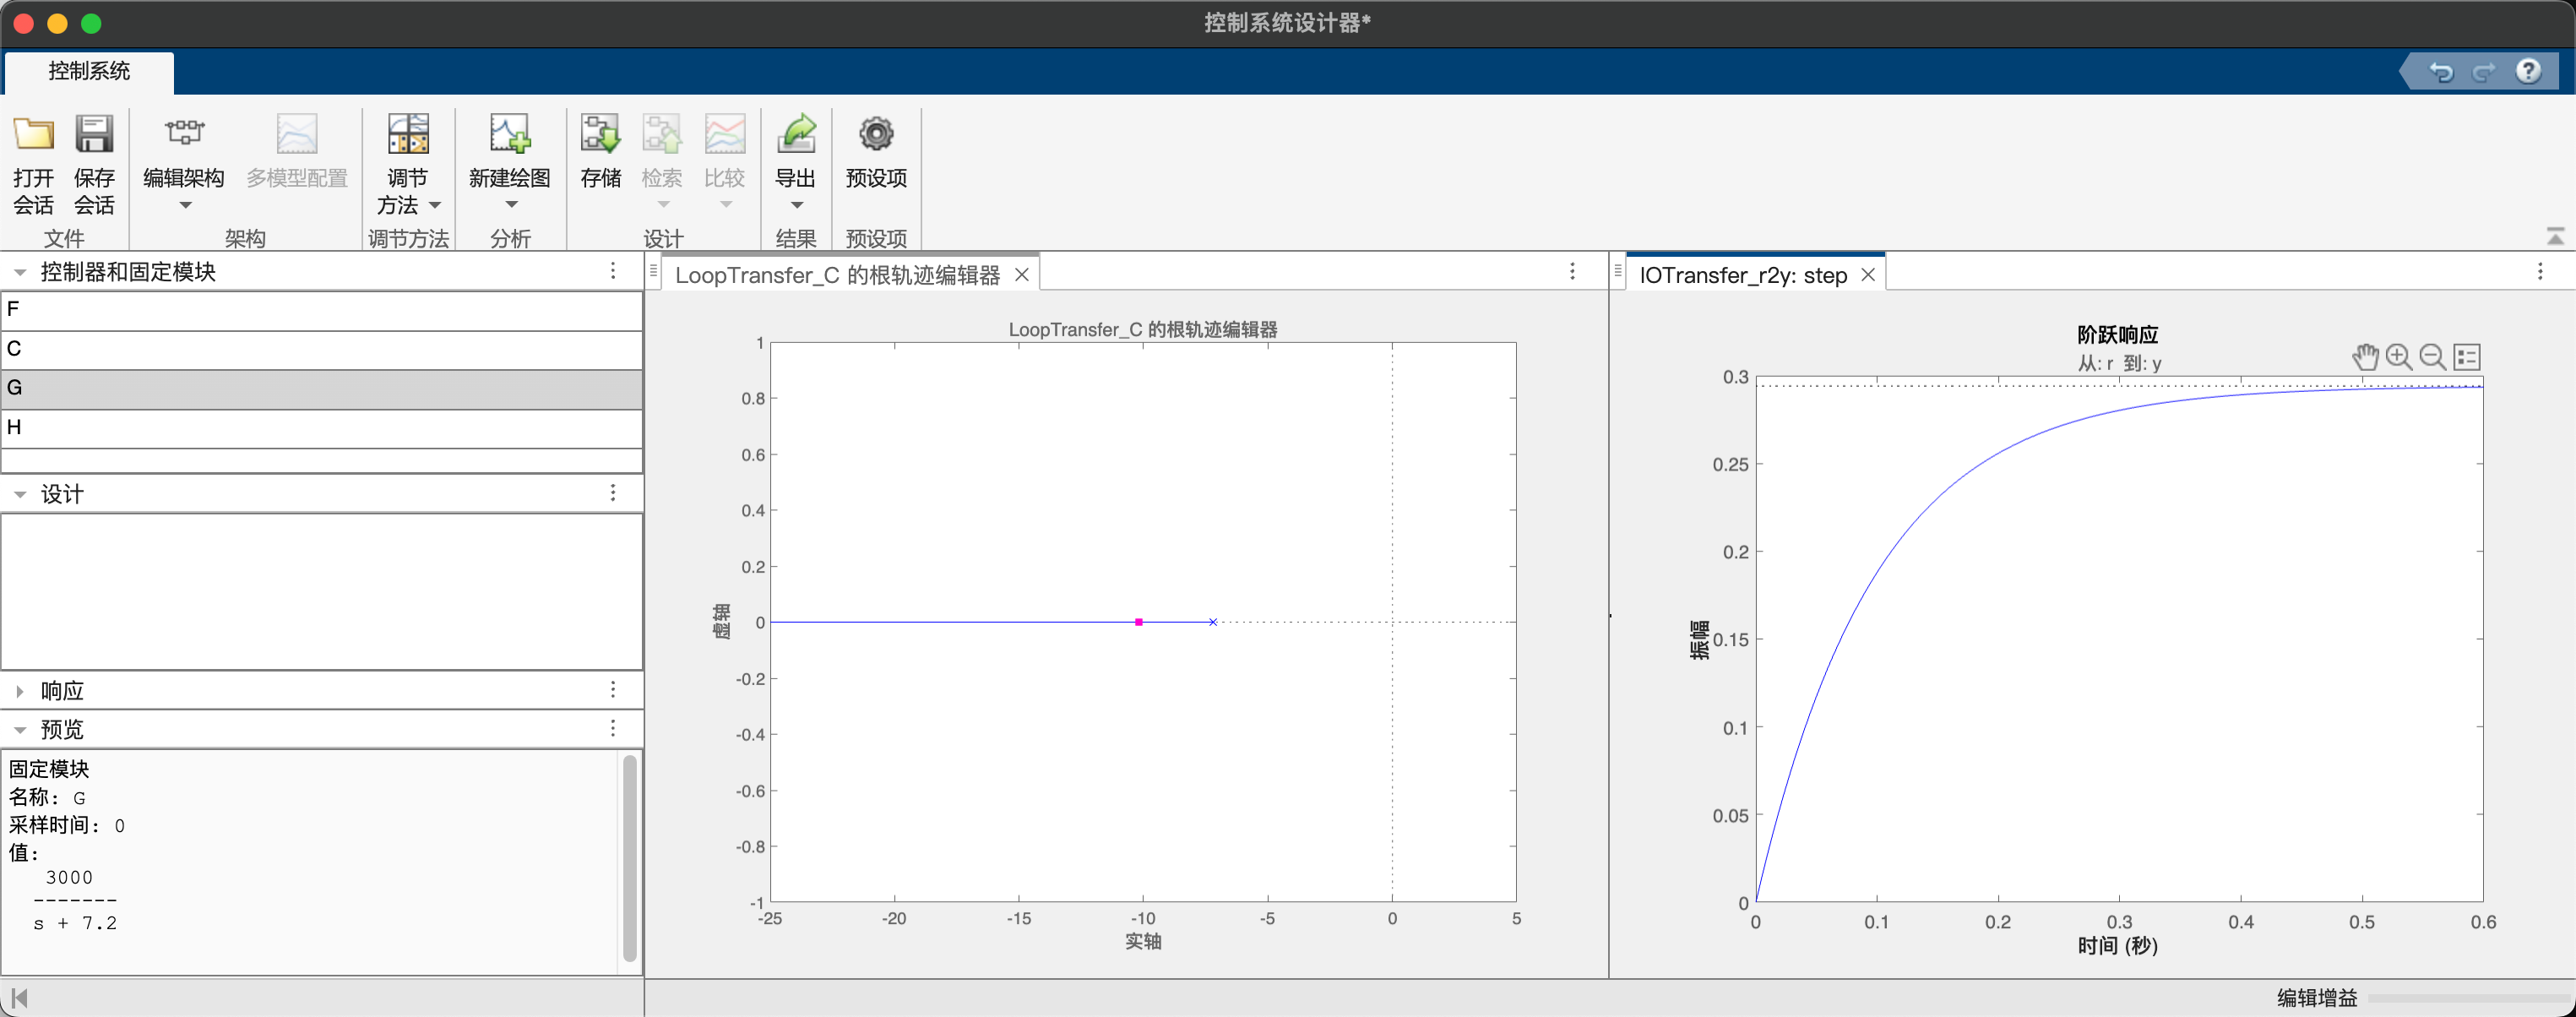 控制系统设计器*
控制系统
打开会话
保存会话
编辑架构
多模型配置
调节方法
新建绘图
存储
检索
比较
导出
预设项
文件
架构
调节方法
分析
设计
结果
预设项
控制器和固定模块
F
C
G
H
设计
响应
预览
固定模块
名称: G
采样时间: 0
值:
3000
-------
s + 7.2
LoopTransfer_C 的根轨迹编辑器
LoopTransfer_C 的根轨迹编辑器
虚轴
1
0.8
0.6
0.4
0.2
0
-0.2
-0.4
-0.6
-0.8
-1
-25
-20
-15
-10
-5
0
5
实轴
IOTransfer_r2y: step
阶跃响应
从: r 到: y
振幅
0.3
0.25
0.2
0.15
0.1
0.05
0
0
0.1
0.2
0.3
0.4
0.5
0.6
时间 (秒)
编辑增益